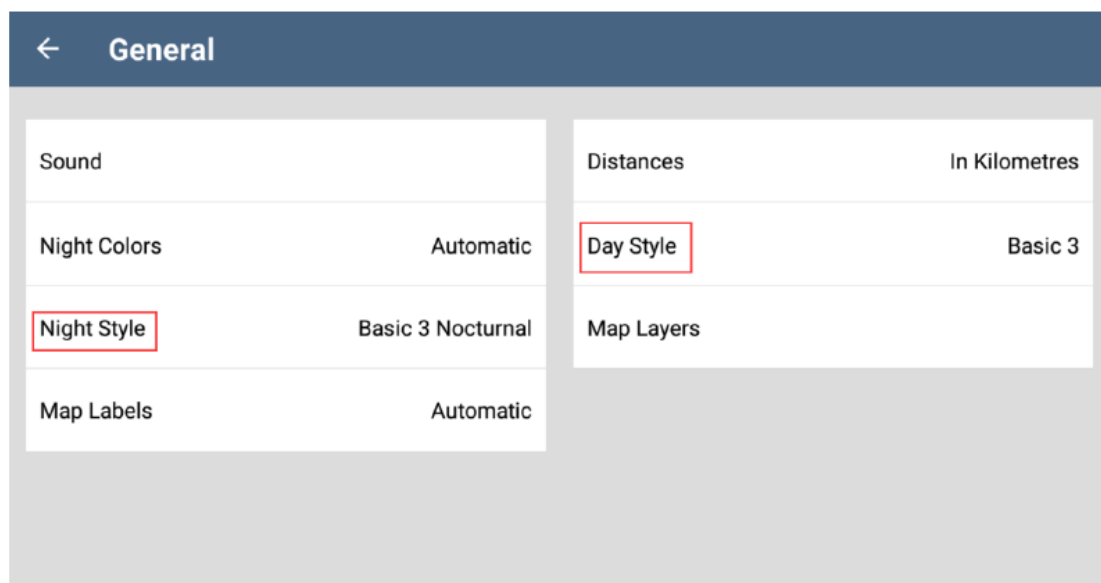 General
Sound
Night Colors Automatic
Night Style Basic 3 Nocturnal
Map Labels Automatic
Distances In Kilometres
Day Style Basic 3
Map Layers